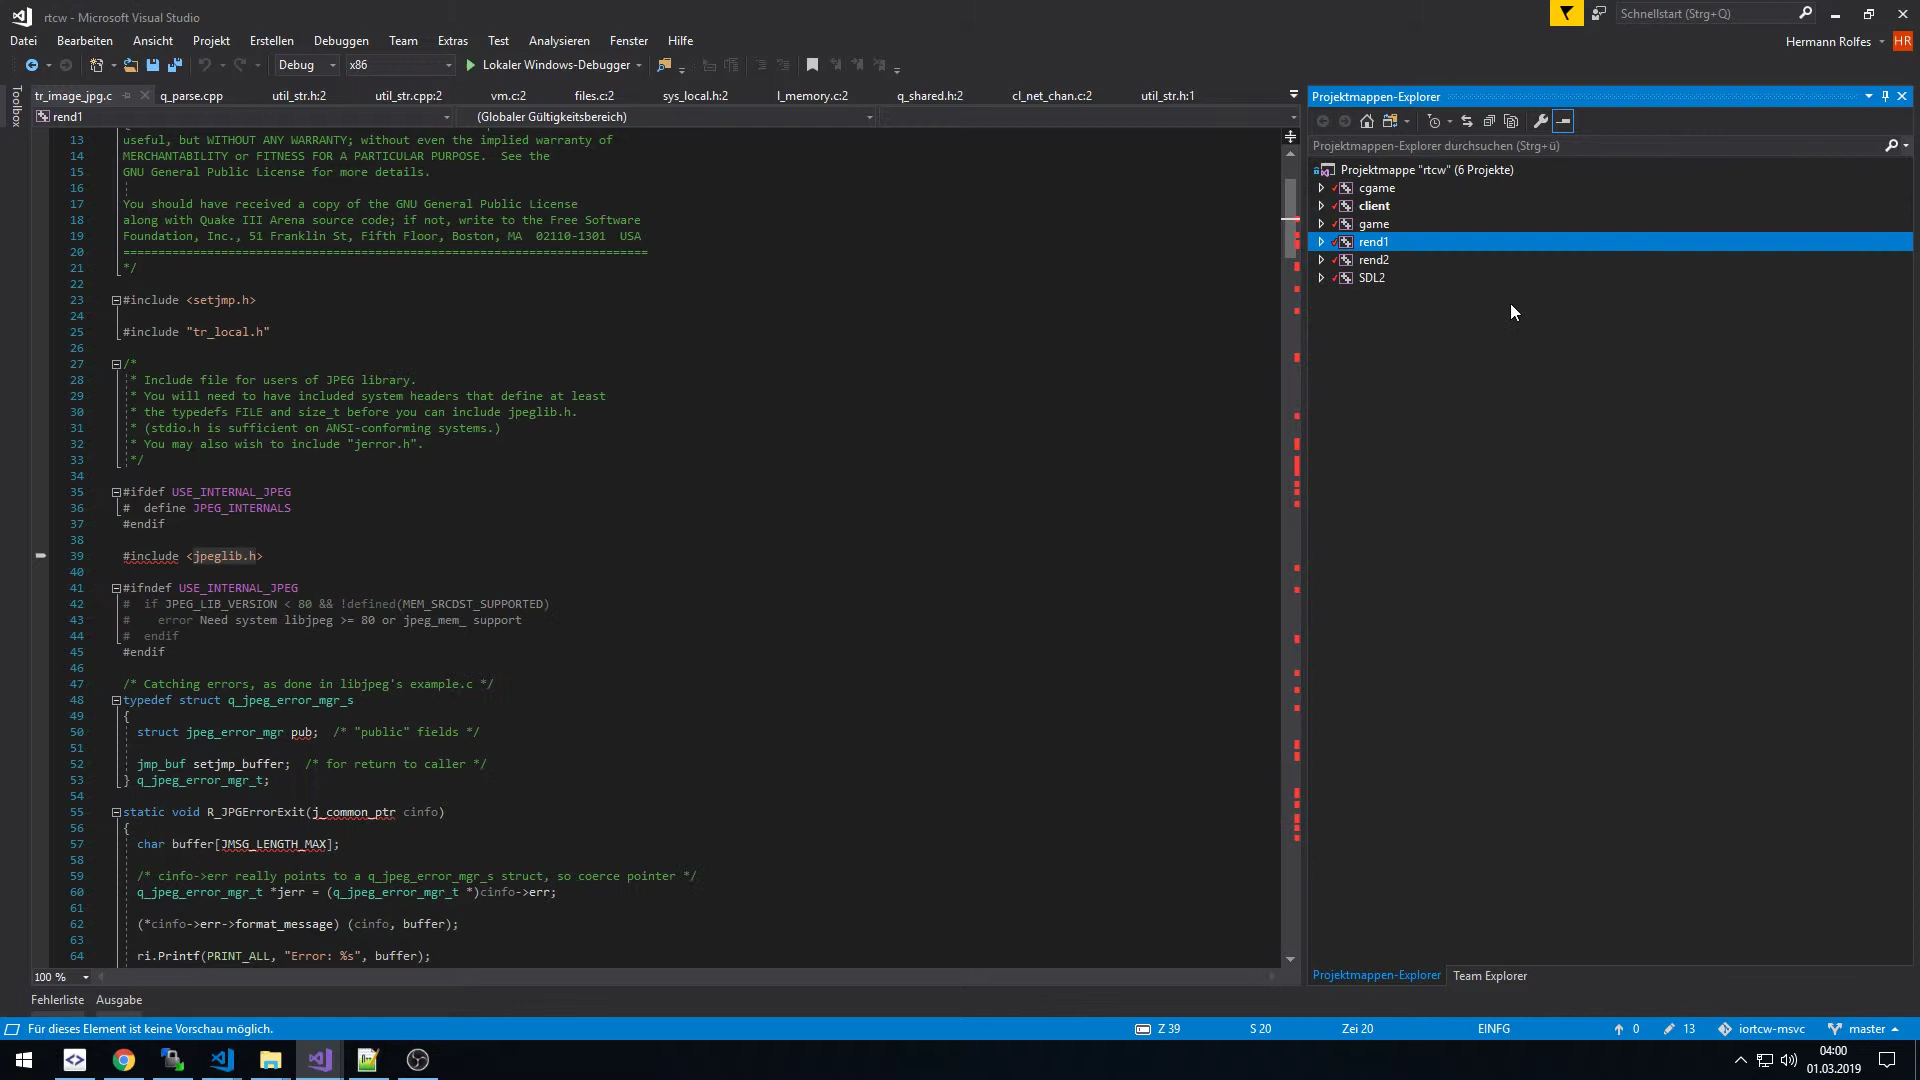 rtcw - Microsoft Visual Studio
Schnellstart (Strg+Q)
Datei Bearbeiten Ansicht Projekt Erstellen Debuggen Team Extras Test Analysieren Fenster Hilfe
Hermann Rolfes HR
Debug x86 Lokaler Windows-Debugger
Toolbox
tr_image_jpg.c q_parse.cpp util_str.h:2 util_str.cpp:2 vm.c:2 files.c:2 sys_local.h:2 l_memory.c:2 q_shared.h:2 cl_net_chan.c:2 util_str.h:1
rend1 (Globaler Gültigkeitsbereich)
13 useful, but WITHOUT ANY WARRANTY; without even the implied warranty of
14 MERCHANTABILITY or FITNESS FOR A PARTICULAR PURPOSE.  See the
15 GNU General Public License for more details.
16
17 You should have received a copy of the GNU General Public License
18 along with Quake III Arena source code; if not, write to the Free Software
19 Foundation, Inc., 51 Franklin St, Fifth Floor, Boston, MA  02110-1301  USA
20 ===========================================================================
21 */
22
23 #include <setjmp.h>
24
25 #include "tr_local.h"
26
27 /*
28 * Include file for users of JPEG library.
29 * You will need to have included system headers that define at least
30 * the typedefs FILE and size_t before you can include jpeglib.h.
31 * (stdio.h is sufficient on ANSI-conforming systems.)
32 * You may also wish to include "jerror.h".
33 */
34
35 #ifdef USE_INTERNAL_JPEG
36 #  define JPEG_INTERNALS
37 #endif
38
39 #include <jpeglib.h>
40
41 #ifndef USE_INTERNAL_JPEG
42 #  if JPEG_LIB_VERSION < 80 && !defined(MEM_SRCDST_SUPPORTED)
43 #    error Need system libjpeg >= 80 or jpeg_mem_ support
44 #  endif
45 #endif
46
47 /* Catching errors, as done in libjpeg's example.c */
48 typedef struct q_jpeg_error_mgr_s
49 {
50 struct jpeg_error_mgr pub;  /* "public" fields */
51
52 jmp_buf setjmp_buffer;  /* for return to caller */
53 } q_jpeg_error_mgr_t;
54
55 static void R_JPGErrorExit(j_common_ptr cinfo)
56 {
57 char buffer[JMSG_LENGTH_MAX];
58
59 /* cinfo->err really points to a q_jpeg_error_mgr_s struct, so coerce pointer */
60 q_jpeg_error_mgr_t *jerr = (q_jpeg_error_mgr_t *)cinfo->err;
61
62 (*cinfo->err->format_message) (cinfo, buffer);
63
64 ri.Printf(PRINT_ALL, "Error: %s", buffer);
100 %
Projektmappen-Explorer
Projektmappen-Explorer durchsuchen (Strg+ü)
Projektmappe "rtcw" (6 Projekte)
cgame
client
game
rend1
rend2
SDL2
Projektmappen-Explorer Team Explorer
Fehlerliste Ausgabe
Für dieses Element ist keine Vorschau möglich. Z 39 S 20 Zei 20 EINFG 0 13 iortcw-msvc master
04:00
01.03.2019